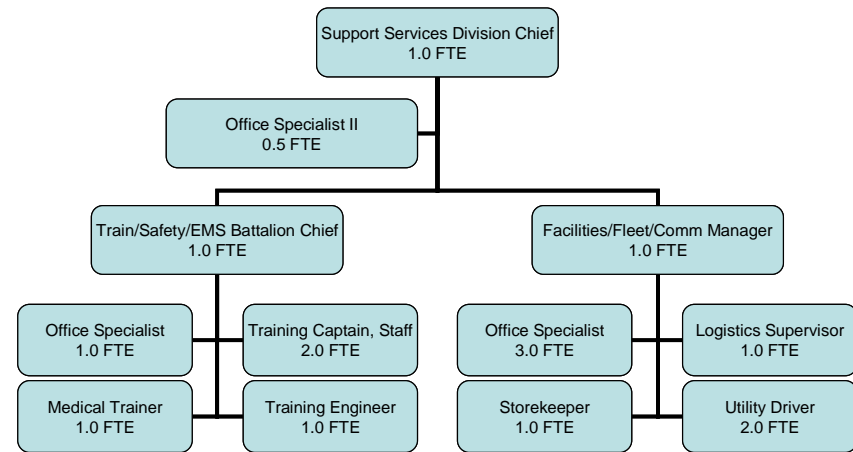 Support Services Division Chief
1.0 FTE
Office Specialist II
0.5 FTE
Train/Safety/EMS Battalion Chief
1.0 FTE
Facilities/Fleet/Comm Manager
1.0 FTE
Office Specialist
1.0 FTE
Training Captain, Staff
2.0 FTE
Office Specialist
3.0 FTE
Logistics Supervisor
1.0 FTE
Medical Trainer
1.0 FTE
Training Engineer
1.0 FTE
Storekeeper
1.0 FTE
Utility Driver
2.0 FTE